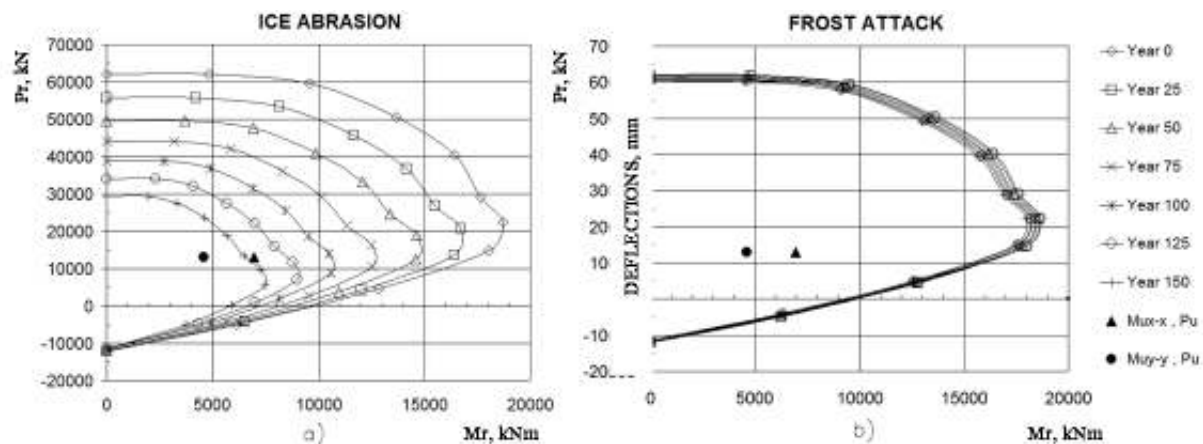 ICE ABRASION
Pr, kN
70000
60000
50000
40000
30000
20000
10000
0
-10000
-20000
0 5000 10000 15000 20000
a)
Mr, kNm
FROST ATTACK
Pr, kN
DEFLECTIONS, mm
70
60
50
40
30
20
10
0
-10
-20
0 5000 10000 15000 20000
b)
Mr, kNm
Year 0
Year 25
Year 50
Year 75
Year 100
Year 125
Year 150
Mux-x , Pu
Muy-y , Pu